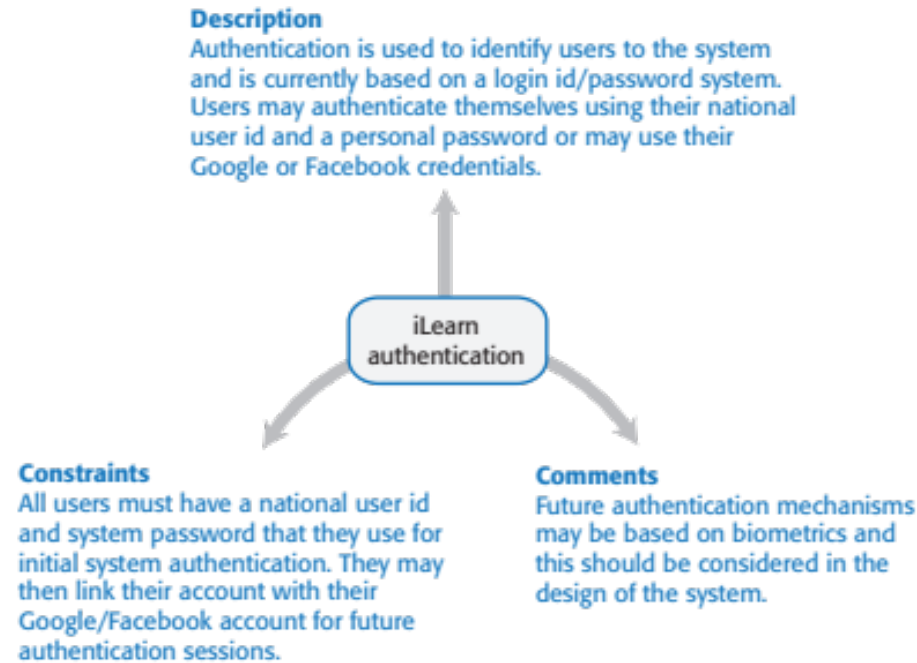 Description
Authentication is used to identify users to the system
and is currently based on a login id/password system.
Users may authenticate themselves using their national
user id and a personal password or may use their
Google or Facebook credentials.
iLearn
authentication
Constraints
All users must have a national user id
and system password that they use for
initial system authentication. They may
then link their account with their
Google/Facebook account for future
authentication sessions.
Comments
Future authentication mechanisms
may be based on biometrics and
this should be considered in the
design of the system.